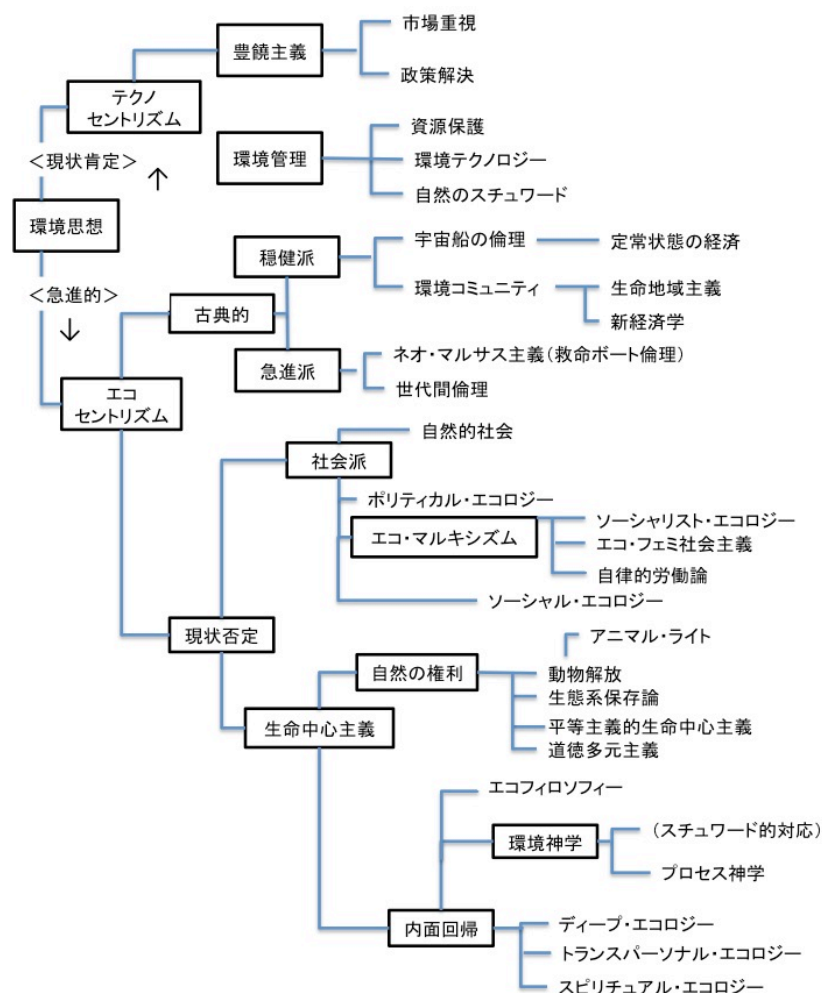 市場重視
豊饒主義
政策解決
テクノ
セントリズム
資源保護
環境管理
環境テクノロジー
自然のスチュワード
＜現状肯定＞
↑
環境思想
＜急進的＞
↓
宇宙船の倫理
定常状態の経済
穏健派
環境コミュニティ
生命地域主義
新経済学
古典的
急進派
ネオ・マルサス主義（救命ボート倫理）
世代間倫理
エコ
セントリズム
自然的社会
社会派
ポリティカル・エコロジー
エコ・マルキシズム
ソーシャリスト・エコロジー
エコ・フェミ社会主義
自律的労働論
ソーシャル・エコロジー
現状否定
アニマル・ライト
自然の権利
動物解放
生態系保存論
平等主義的生命中心主義
道徳多元主義
生命中心主義
エコフィロソフィー
環境神学
（スチュワード的対応）
プロセス神学
内面回帰
ディープ・エコロジー
トランスパーソナル・エコロジー
スピリチュアル・エコロジー